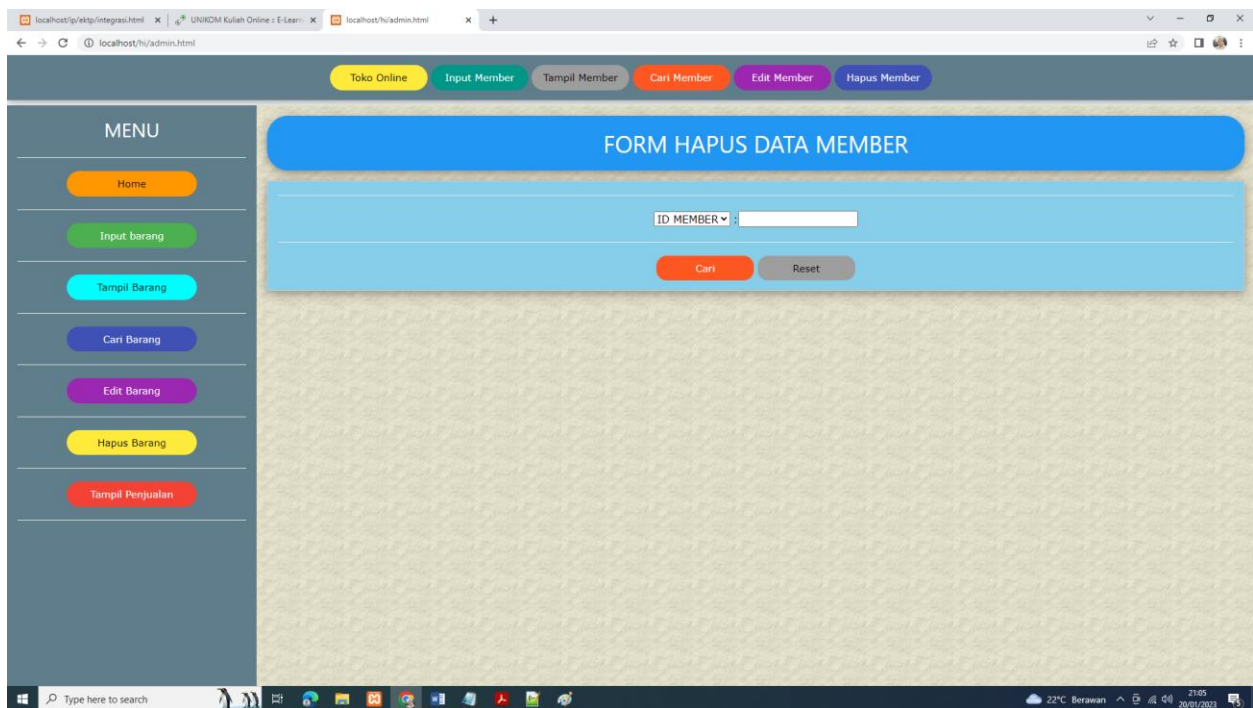 localhost/ip/ektp/integrasi.html
UNIKOM Kuliah Online : E-Learn
localhost/hi/admin.html
localhost/hi/admin.html
Toko Online Input Member Tampil Member Cari Member Edit Member Hapus Member
MENU
Home
Input barang
Tampil Barang
Cari Barang
Edit Barang
Hapus Barang
Tampil Penjualan
FORM HAPUS DATA MEMBER
ID MEMBER :
Cari Reset
Type here to search
22°C Berawan
21:05
20/01/2023